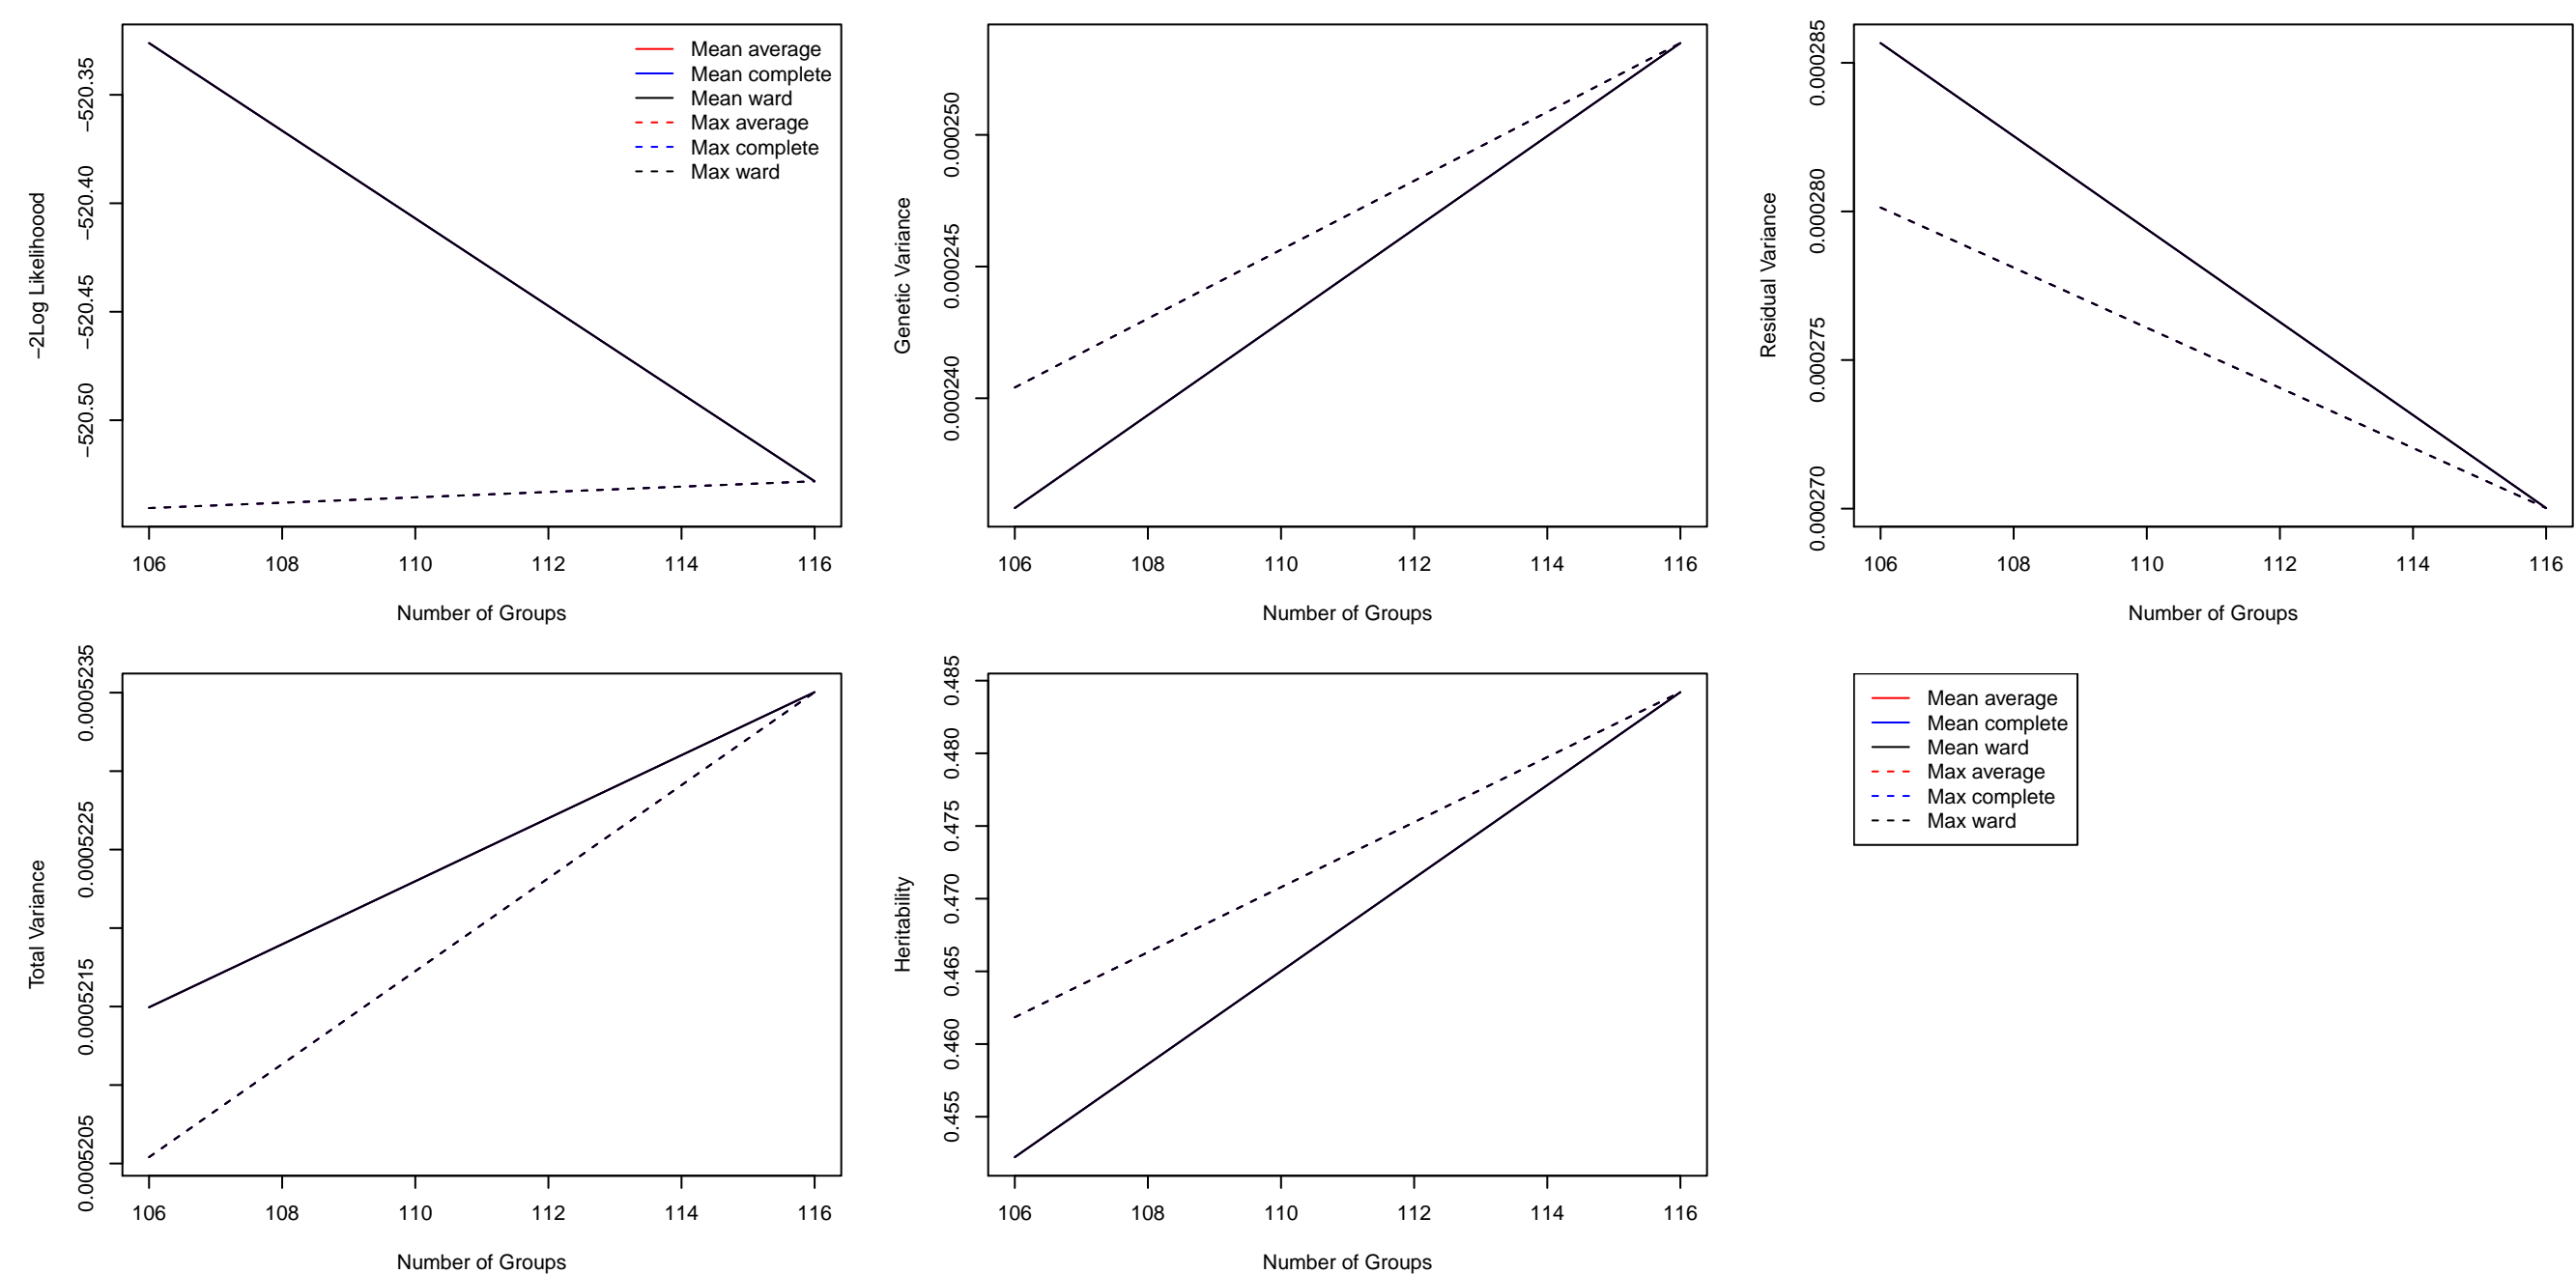 −2Log Likelihood
−520.35
−520.40
−520.45
−520.50
Mean average
Mean complete
Mean ward
Max average
Max complete
Max ward
106 108 110 112 114 116
Number of Groups
Genetic Variance
0.000250
0.000245
0.000240
106 108 110 112 114 116
Number of Groups
Residual Variance
0.000285
0.000280
0.000275
0.000270
106 108 110 112 114 116
Number of Groups
Total Variance
0.0005235
0.0005225
0.0005215
0.0005205
106 108 110 112 114 116
Number of Groups
Heritability
0.485
0.480
0.475
0.470
0.465
0.460
0.455
106 108 110 112 114 116
Number of Groups
Mean average
Mean complete
Mean ward
Max average
Max complete
Max ward